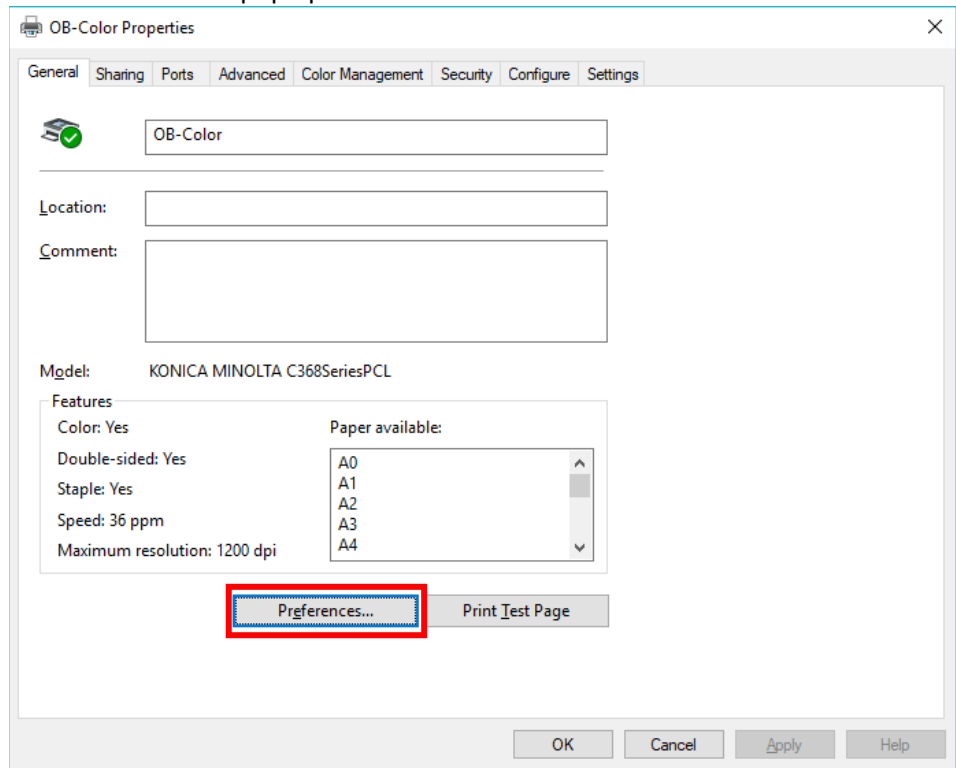 OB-Color Properties
General Sharing Ports Advanced Color Management Security Configure Settings
OB-Color
Location:
Comment:
Model: KONICA MINOLTA C368SeriesPCL
Features
Color: Yes
Double-sided: Yes
Staple: Yes
Speed: 36 ppm
Maximum resolution: 1200 dpi
Paper available:
A0
A1
A2
A3
A4
Preferences... Print Test Page
OK Cancel Apply Help